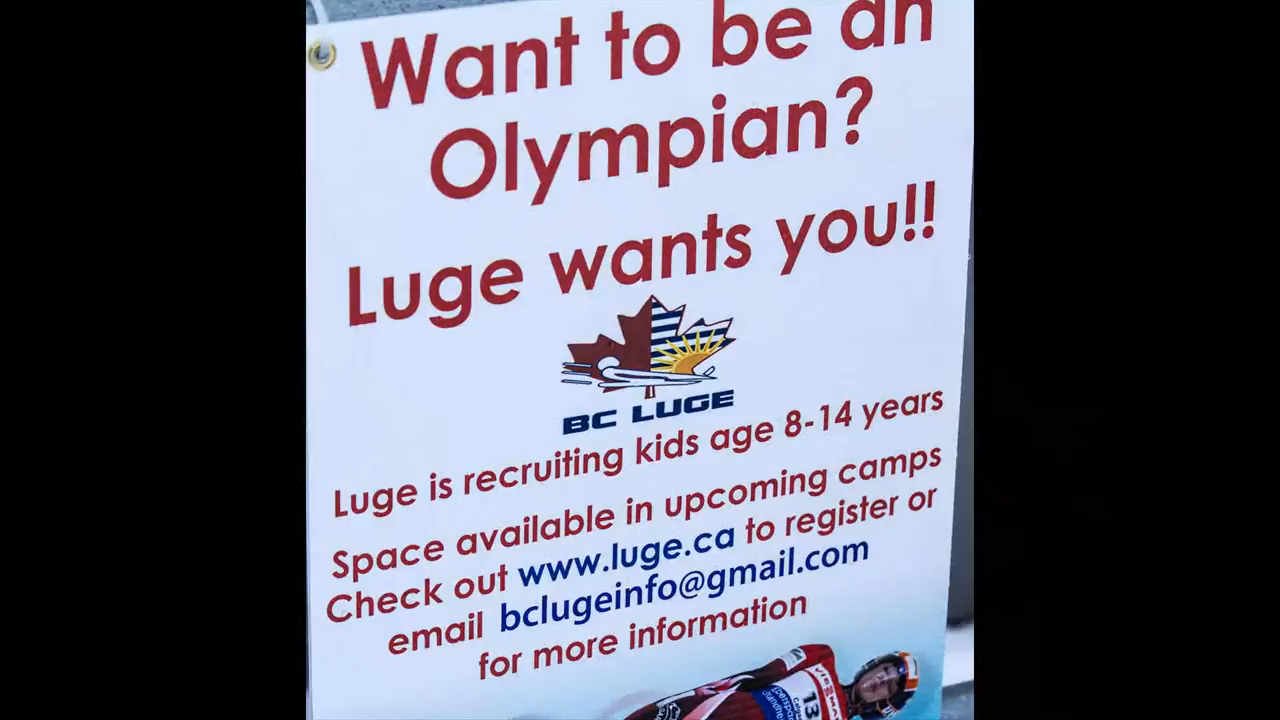 Want to be an
Olympian?
Luge wants you!!
BC LUGE
Luge is recruiting kids age 8-14 years
Space available in upcoming camps
Check out www.luge.ca to register or
email bclugeinfo@gmail.com
for more information
13